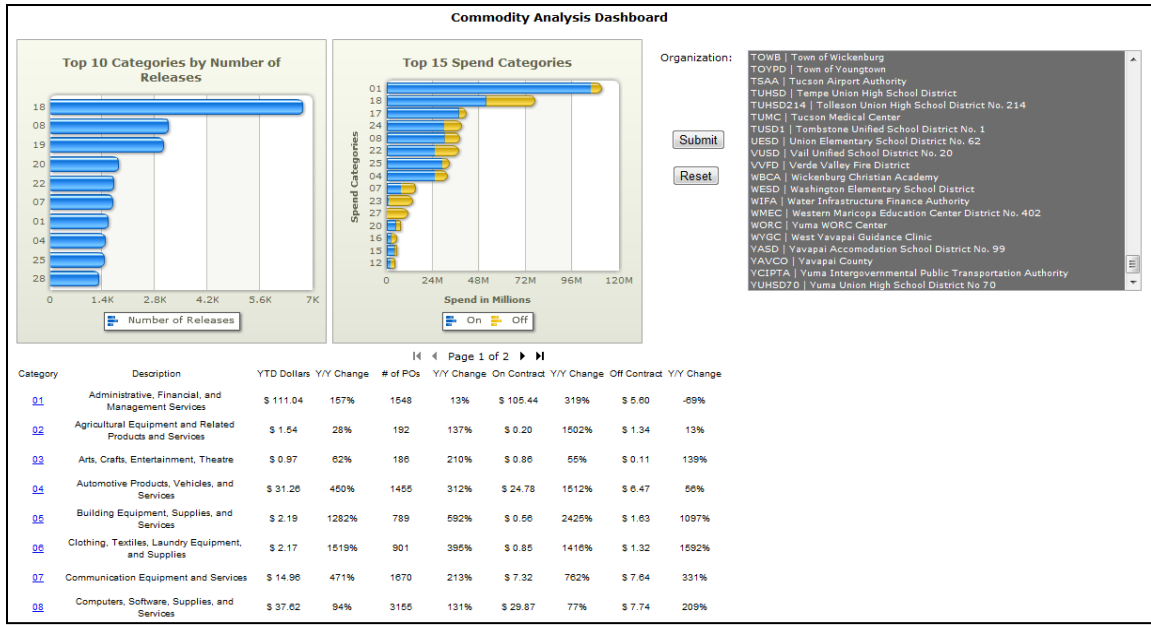 Commodity Analysis Dashboard
Top 10 Categories by Number of
Releases
18
08
19
20
22
07
01
04
25
28
0 1.4K 2.8K 4.2K 5.6K 7K
Number of Releases
Top 15 Spend Categories
Spend Categories
01
18
17
24
08
22
25
04
07
23
27
20
16
15
12
0 24M 48M 72M 96M 120M
Spend in Millions
On Off
Organization:
Submit
Reset
TOWB | Town of Wickenburg
TOYPD | Town of Youngtown
TSAA | Tucson Airport Authority
TUHSD | Tempe Union High School District
TUHSD214 | Tolleson Union High School District No. 214
TUMC | Tucson Medical Center
TUSD1 | Tombstone Unified School District No. 1
UESD | Union Elementary School District No. 62
VUSD | Vail Unified School District No. 20
VVFD | Verde Valley Fire District
WBCA | Wickenburg Christian Academy
WESD | Washington Elementary School District
WIFA | Water Infrastructure Finance Authority
WMEC | Western Maricopa Education Center District No. 402
WORC | Yuma WORC Center
WYGC | West Yavapai Guidance Clinic
YASD | Yavapai Accomodation School District No. 99
YAVCO | Yavapai County
YCIPTA | Yuma Intergovernmental Public Transportation Authority
YUHSD70 | Yuma Union High School District No 70
Page 1 of 2
Category Description YTD Dollars Y/Y Change # of POs Y/Y Change On Contract Y/Y Change Off Contract Y/Y Change
01 Administrative, Financial, and
Management Services $ 111.04 157% 1548 13% $ 105.44 319% $ 5.60 -69%
02 Agricultural Equipment and Related
Products and Services $ 1.54 28% 192 137% $ 0.20 1502% $ 1.34 13%
03 Arts, Crafts, Entertainment, Theatre $ 0.97 62% 186 210% $ 0.86 55% $ 0.11 139%
04 Automotive Products, Vehicles, and
Services $ 31.26 450% 1455 312% $ 24.78 1512% $ 6.47 56%
05 Building Equipment, Supplies, and
Services $ 2.19 1282% 789 592% $ 0.56 2425% $ 1.63 1097%
06 Clothing, Textiles, Laundry Equipment,
and Supplies $ 2.17 1519% 901 395% $ 0.85 1416% $ 1.32 1592%
07 Communication Equipment and Services $ 14.96 471% 1670 213% $ 7.32 762% $ 7.64 331%
08 Computers, Software, Supplies, and
Services $ 37.62 94% 3155 131% $ 29.87 77% $ 7.74 209%